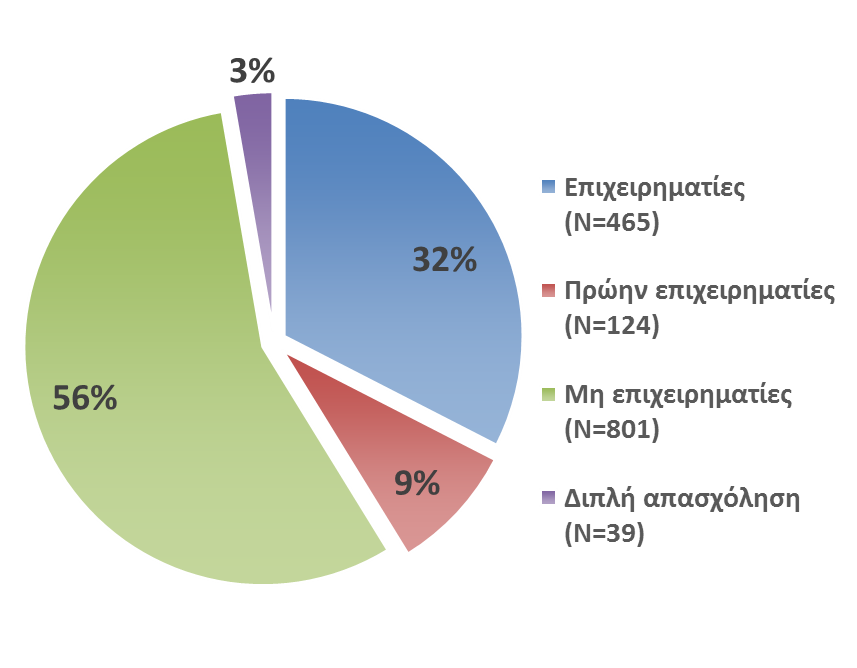 3%
32%
56%
9%
Επιχειρηματίες
(N=465)
Πρώην επιχειρηματίες
(N=124)
Μη επιχειρηματίες
(N=801)
Διπλή απασχόληση
(N=39)